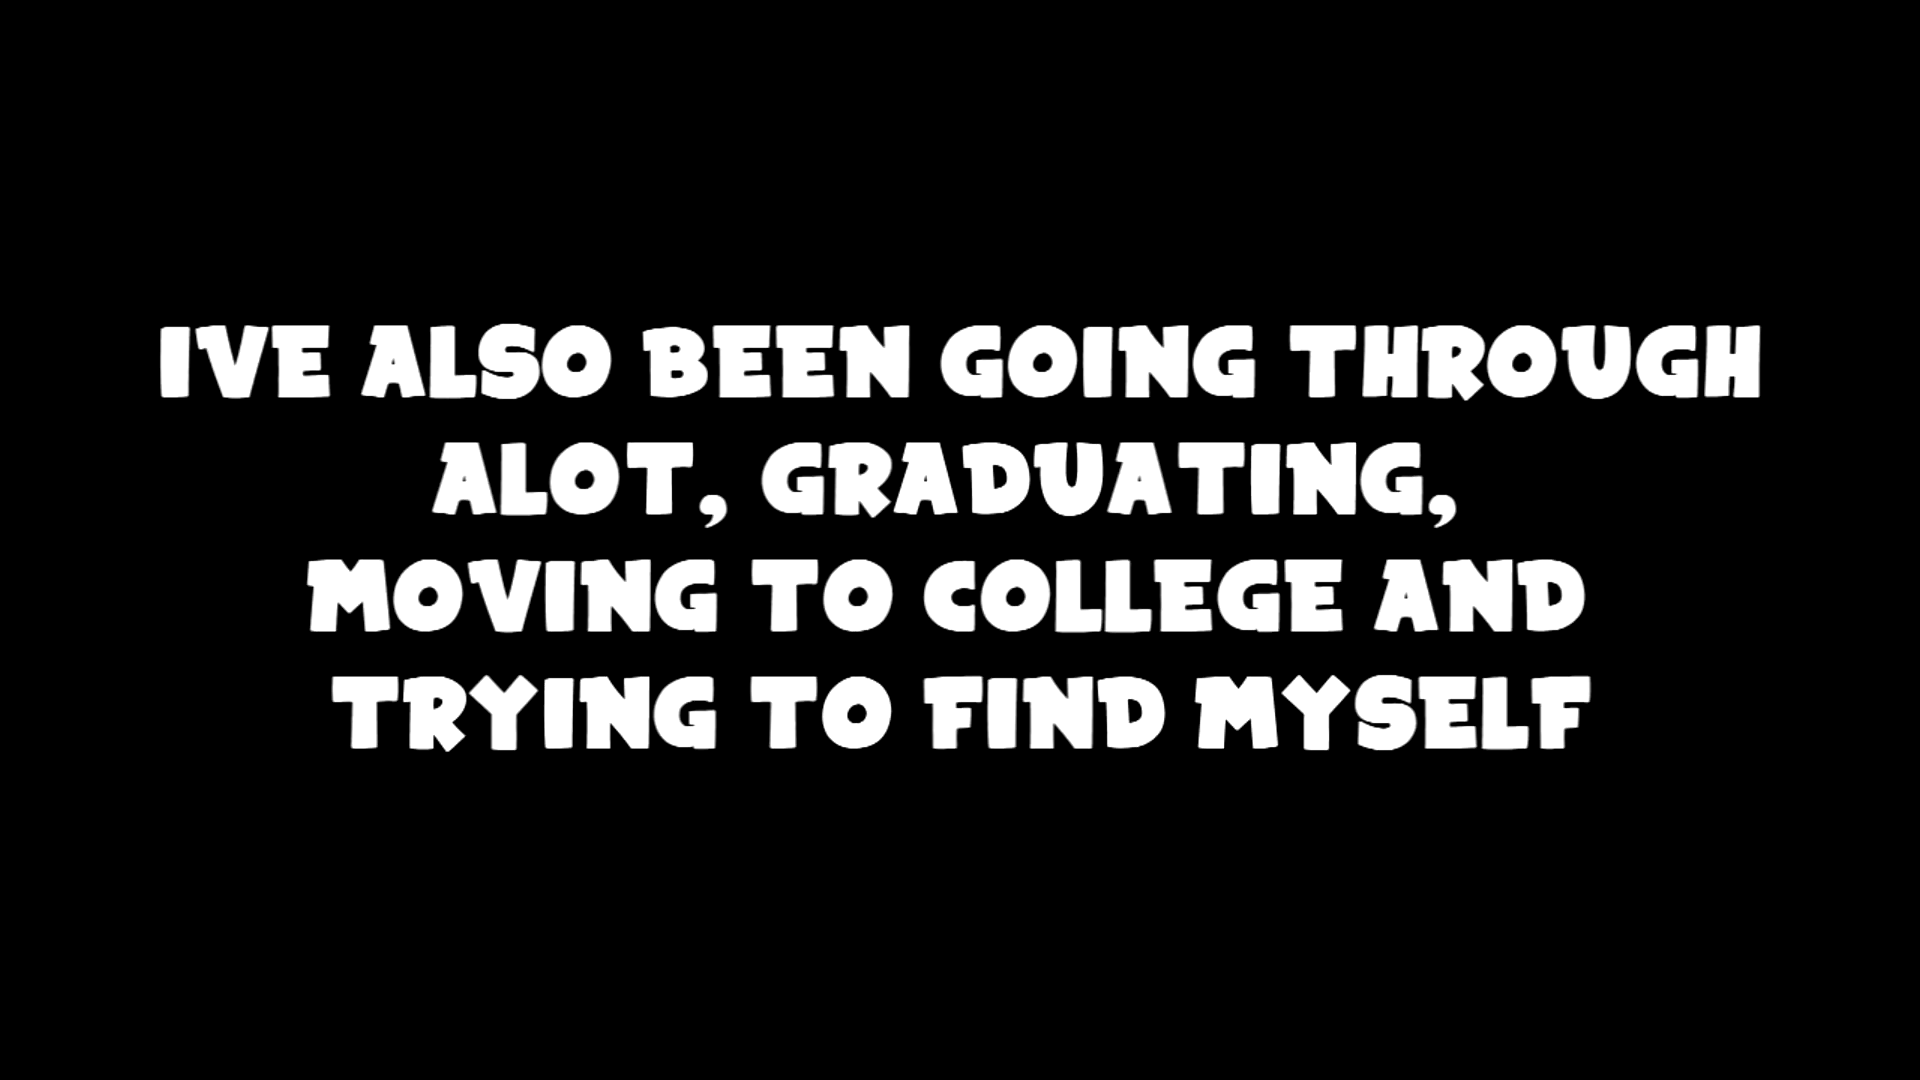 IVE ALSO BEEN GOING THROUGH
ALOT, GRADUATING,
MOVING TO COLLEGE AND
TRYING TO FIND MYSELF